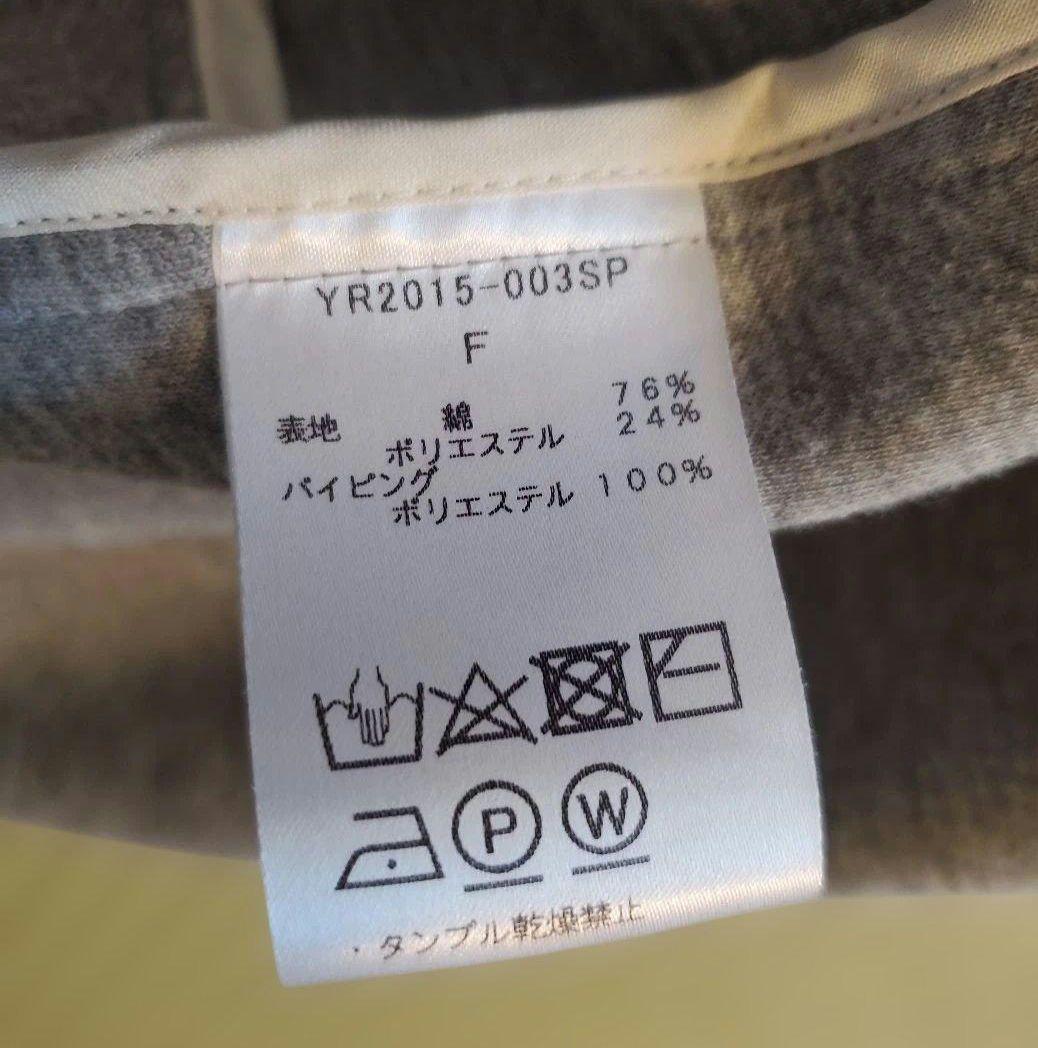 YR2015-003SP
F
表地 綿 76%
ポリエステル 24%
パイピング
ポリエステル 100%
P W
・タンブル乾燥禁止